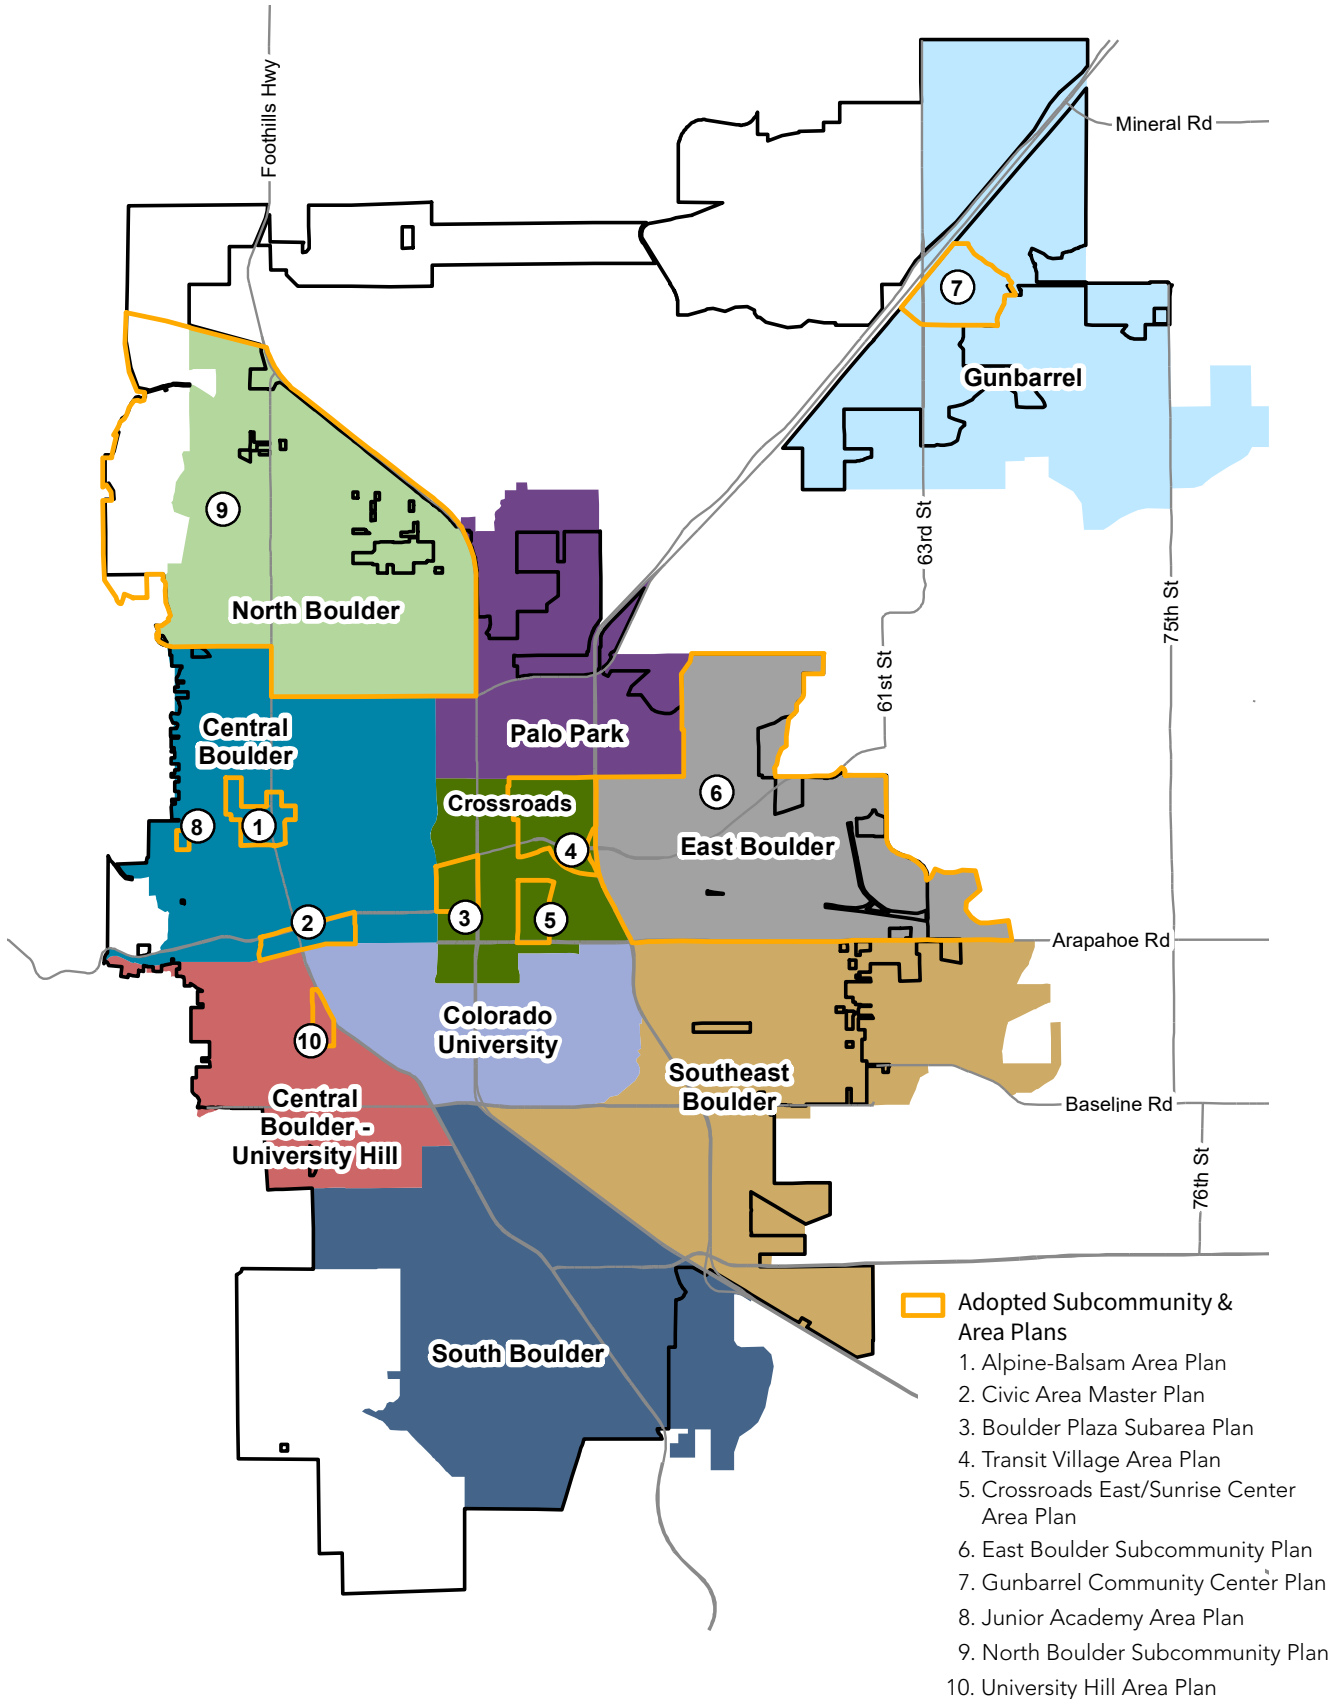 Foothills Hwy
Mineral Rd
7
Gunbarrel
9
63rd St
North Boulder
75th St
61st St
Central
Boulder
Palo Park
6
Crossroads
8
1
4
East Boulder
2
3
5
Arapahoe Rd
Colorado
University
10
Southeast
Boulder
Central
Boulder -
University Hill
Baseline Rd
76th St
South Boulder
Adopted Subcommunity &
Area Plans
1. Alpine-Balsam Area Plan
2. Civic Area Master Plan
3. Boulder Plaza Subarea Plan
4. Transit Village Area Plan
5. Crossroads East/Sunrise Center
Area Plan
6. East Boulder Subcommunity Plan
7. Gunbarrel Community Center Plan
8. Junior Academy Area Plan
9. North Boulder Subcommunity Plan
10. University Hill Area Plan